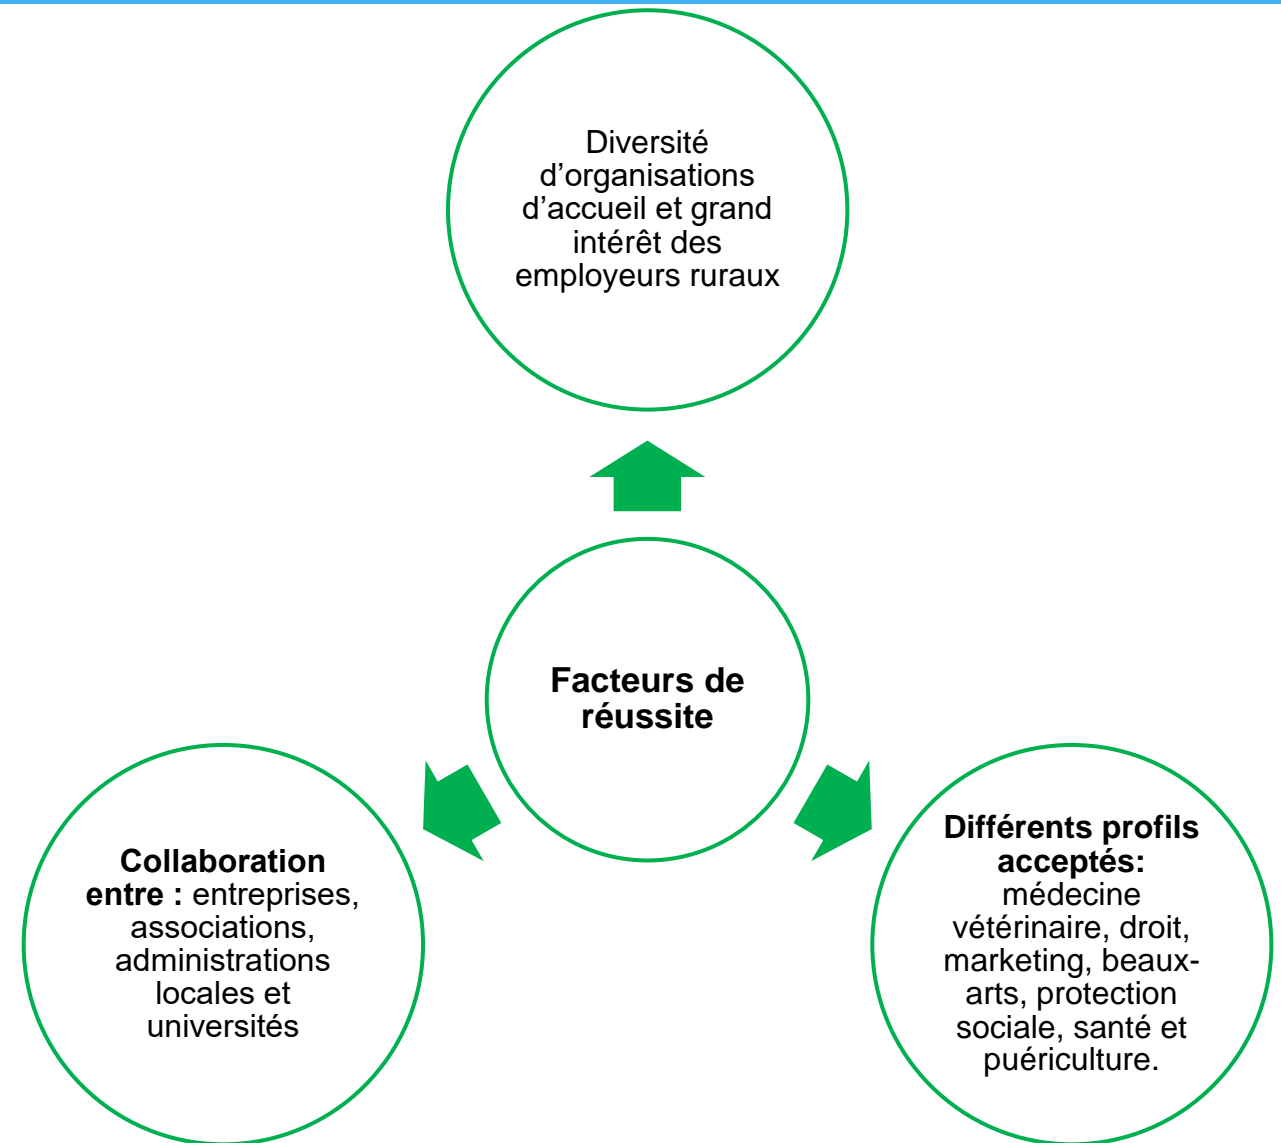 Diversité
d’organisations
d’accueil et grand
intérêt des
employeurs ruraux
Facteurs de
réussite
Collaboration
entre : entreprises,
associations,
administrations
locales et
universités
Différents profils
acceptés:
médecine
vétérinaire, droit,
marketing, beaux-
arts, protection
sociale, santé et
puériculture.